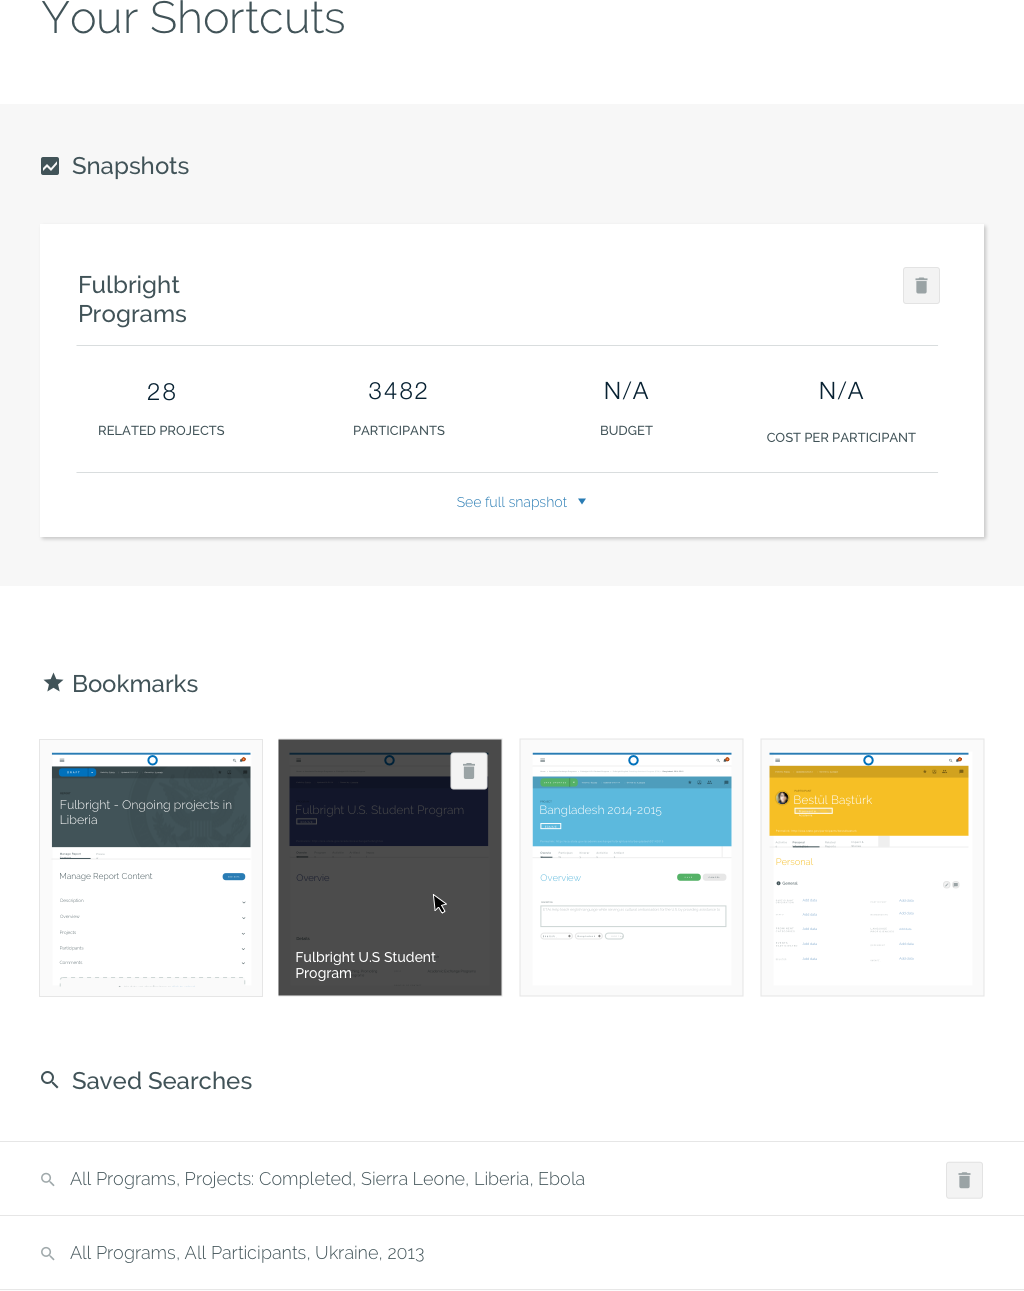 Your Shortcuts
Snapshots
Fulbright
Programs
28
3482
N/A
N/A
RELATED PROJECTS
PARTICIPANTS
BUDGET
COST PER PARTICIPANT
See full snapshot
Bookmarks
DRAFT
Fulbright - Ongoing projects in
Liberia
Manage Report Content
Description
Overview
Projects
Participants
Comments
Fulbright U.S. Student Program
Overvie
Fulbright U.S Student
Program
Bangladesh 2014-2015
Overview
Bestül Baştürk
Personal
General
Saved Searches
All Programs, Projects: Completed, Sierra Leone, Liberia, Ebola
All Programs, All Participants, Ukraine, 2013